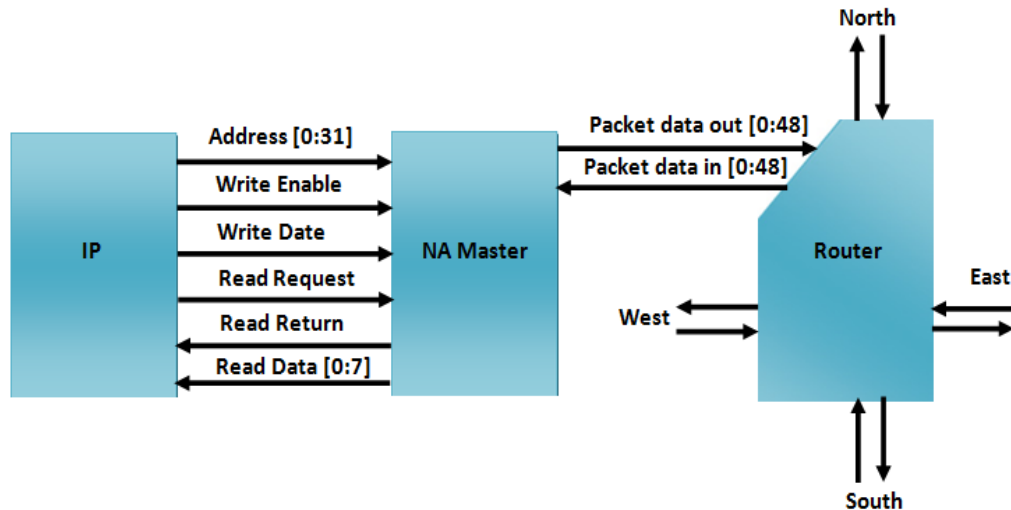 North
Address [0:31]
Packet data out [0:48]
Packet data in [0:48]
Write Enable
Write Date
IP
NA Master
Router
Read Request
East
Read Return
West
Read Data [0:7]
South